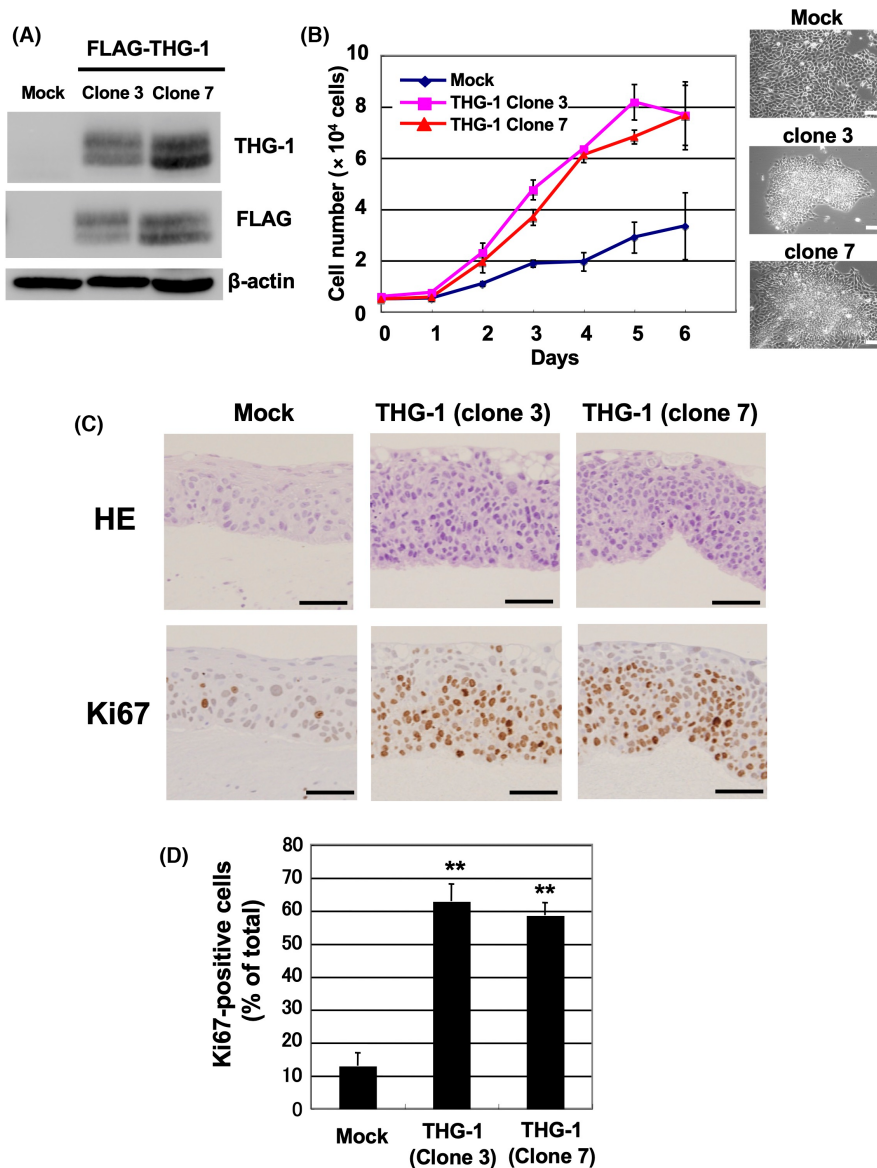 (A)
FLAG-THG-1
Mock Clone 3 Clone 7
THG-1
FLAG
β-actin
(B)
Cell number (× 10⁴ cells)
10
8
6
4
2
0
Mock
THG-1 Clone 3
THG-1 Clone 7
0 1 2 3 4 5 6
Days
Mock
clone 3
clone 7
(C)
Mock THG-1 (clone 3) THG-1 (clone 7)
HE
Ki67
(D)
Ki67-positive cells
(% of total)
80
70
60
50
40
30
20
10
0
** **
Mock THG-1 THG-1
(Clone 3) (Clone 7)